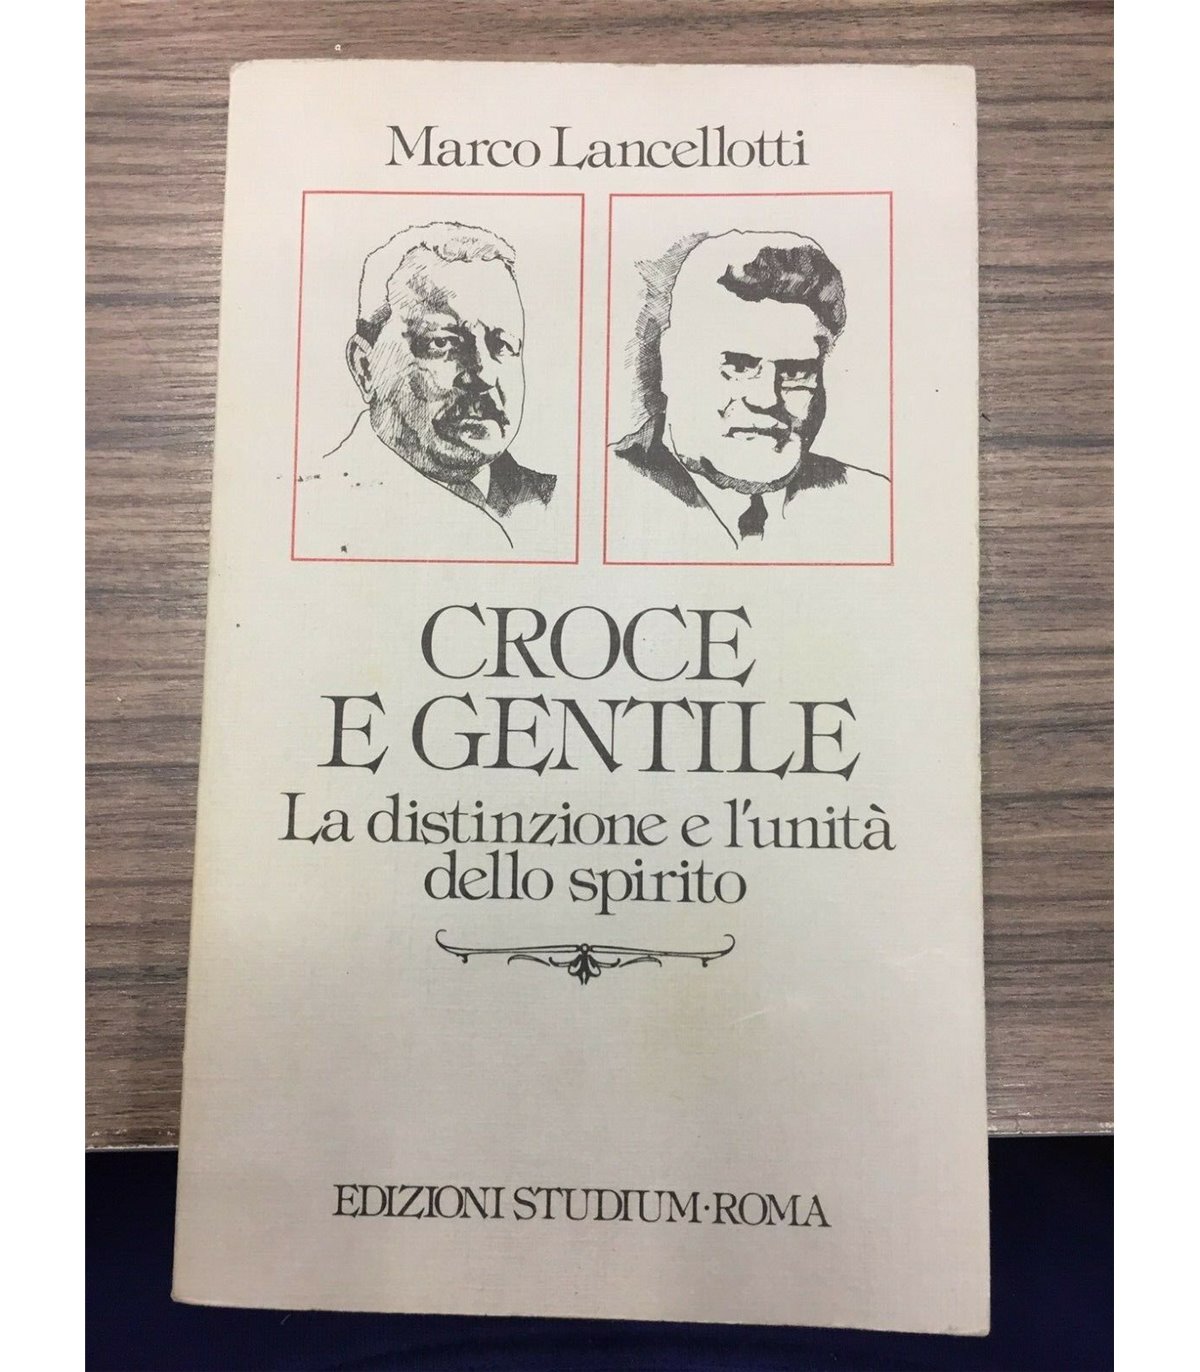 Marco Lancellotti
CROCE
E GENTILE
La distinzione e l'unità
dello spirito
EDIZIONI STUDIUM·ROMA